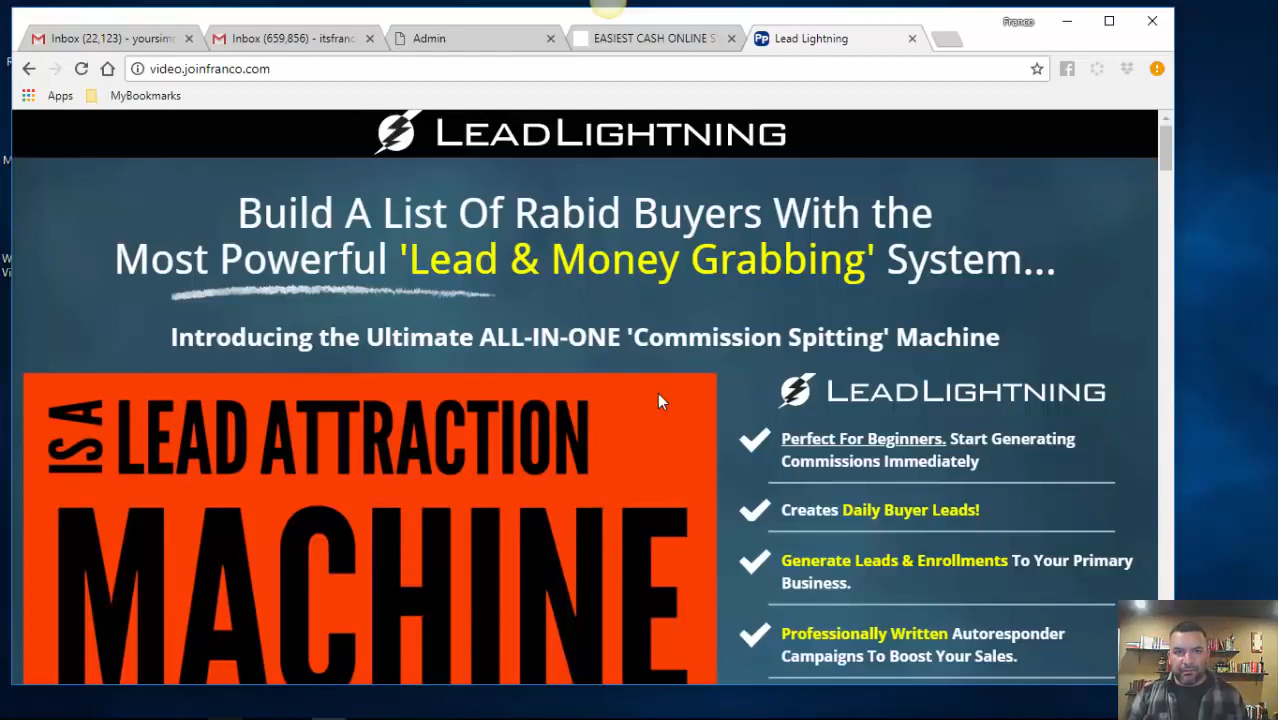 Franco
Inbox (22,123) - yoursim
Inbox (659,856) - itsfranc
Admin
EASIEST CASH ONLINE S
Lead Lightning
video.joinfranco.com
Apps
MyBookmarks
LEADLIGHTNING
Build A List Of Rabid Buyers With the
Most Powerful 'Lead & Money Grabbing' System...
Introducing the Ultimate ALL-IN-ONE 'Commission Spitting' Machine
IS A LEAD ATTRACTION
MACHINE
LEADLIGHTNING
Perfect For Beginners. Start Generating
Commissions Immediately
Creates Daily Buyer Leads!
Generate Leads & Enrollments To Your Primary
Business.
Professionally Written Autoresponder
Campaigns To Boost Your Sales.